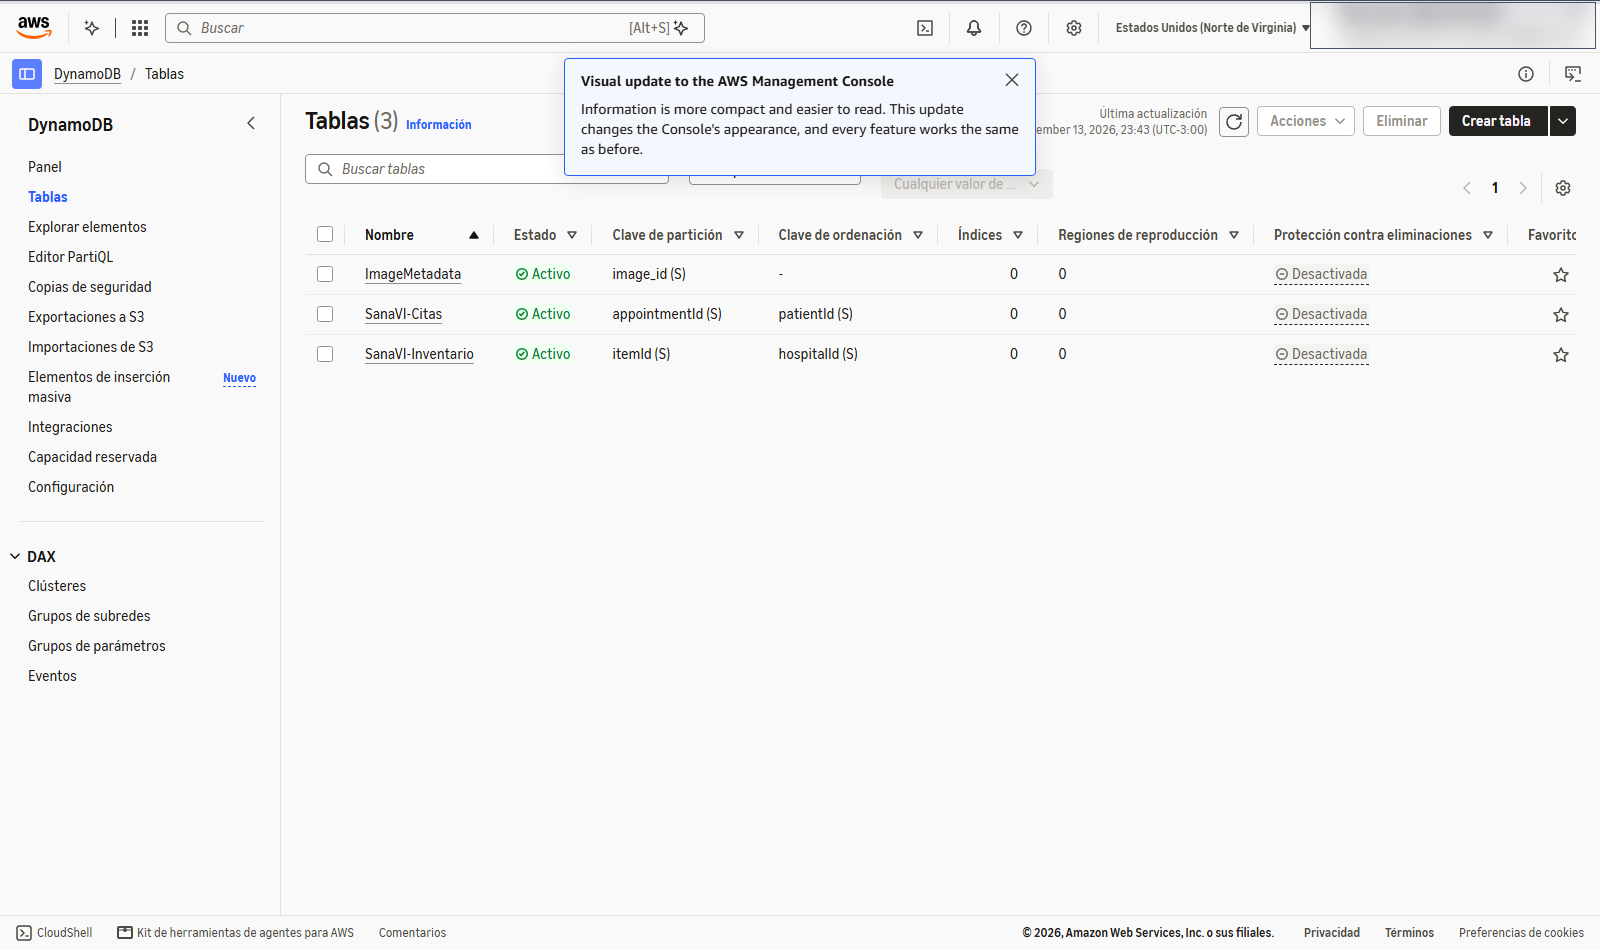 aws
Buscar
[Alt+S]
Estados Unidos (Norte de Virginia)
DynamoDB / Tablas
Visual update to the AWS Management Console
Information is more compact and easier to read. This update
changes the Console's appearance, and every feature works the same
as before.
DynamoDB
Panel
Tablas
Explorar elementos
Editor PartiQL
Copias de seguridad
Exportaciones a S3
Importaciones de S3
Elementos de inserción
masiva
Nuevo
Integraciones
Capacidad reservada
Configuración
DAX
Clústeres
Grupos de subredes
Grupos de parámetros
Eventos
Tablas (3) Información
Última actualización
ember 13, 2026, 23:43 (UTC-3:00)
Acciones
Eliminar
Crear tabla
Buscar tablas
Cualquier valor de ...
1
Nombre Estado Clave de partición Clave de ordenación Índices Regiones de reproducción Protección contra eliminaciones Favorito
ImageMetadata Activo image_id (S) - 0 0 Desactivada
SanaVI-Citas Activo appointmentId (S) patientId (S) 0 0 Desactivada
SanaVI-Inventario Activo itemId (S) hospitalId (S) 0 0 Desactivada
CloudShell Kit de herramientas de agentes para AWS Comentarios © 2026, Amazon Web Services, Inc. o sus filiales. Privacidad Términos Preferencias de cookies